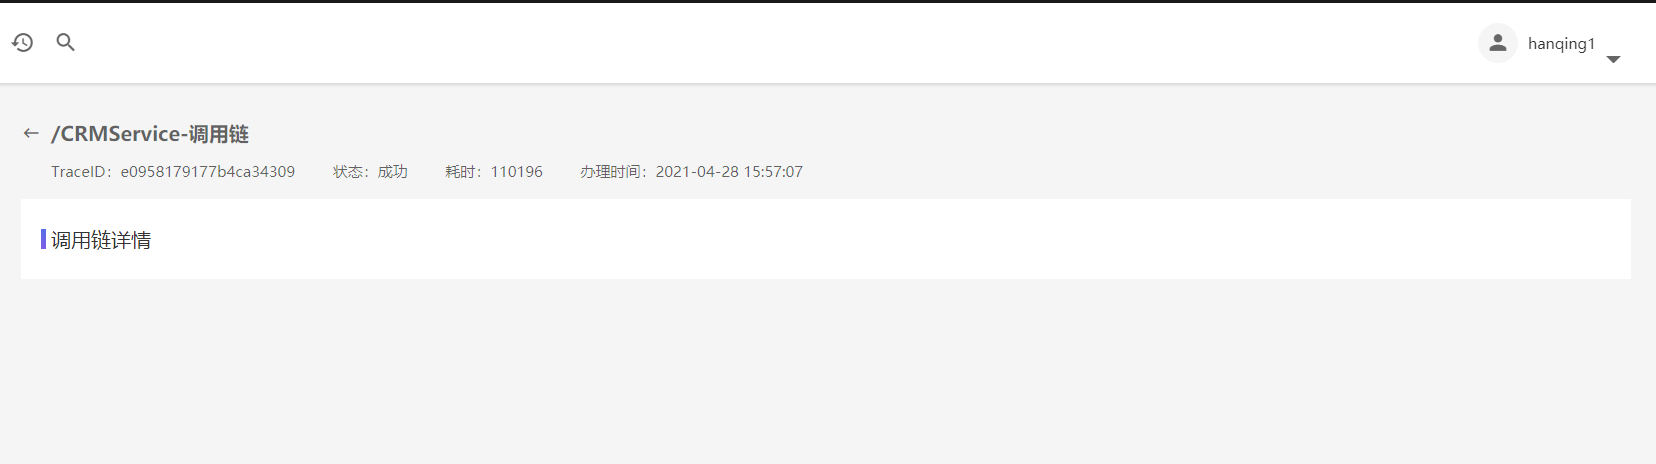 hanqing1
/CRMService-调用链
TraceID：e0958179177b4ca34309 状态：成功 耗时：110196 办理时间：2021-04-28 15:57:07
调用链详情